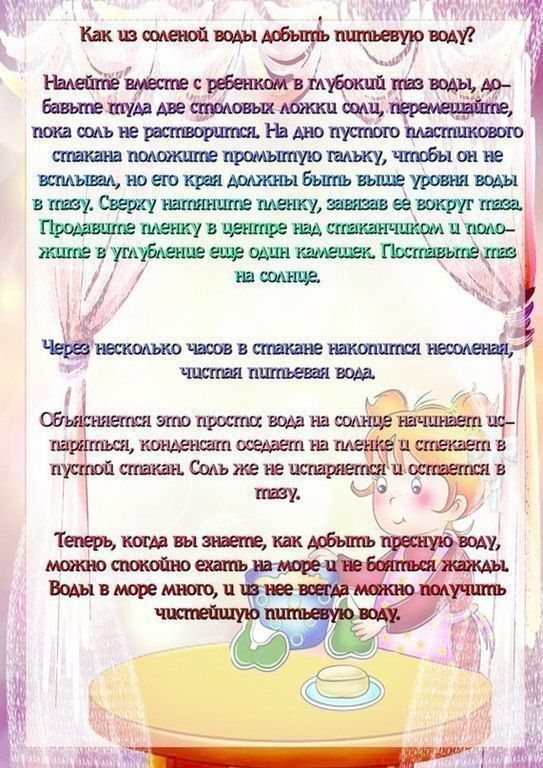 Как из соленой воды добыть питьевую воду?
Налейте вместе с ребенком в глубокий таз воды, до-
бавьте туда две столовых ложки соли, перемешайте,
пока соль не растворится. На дно пустого пластикового
стакана положите промытую гальку, чтобы он не
всплывал, но его края должны быть выше уровня воды
в тазу. Сверху натяните пленку, завязав ее вокруг таза.
Продавите пленку в центре над стаканчиком и поло-
жите в углубление еще один камешек. Поставьте таз
на солнце.
Через несколько часов в стакане накопится несоленая,
чистая питьевая вода.
Объясняется это просто: вода на солнце начинает ис-
паряться, конденсат оседает на пленке и стекает в
пустой стакан. Соль же не испаряется и остается в
тазу.
Теперь, когда вы знаете, как добыть пресную воду,
можно спокойно ехать на море и не бояться жажды.
Воды в море много, и из нее всегда можно получить
чистейшую питьевую воду.